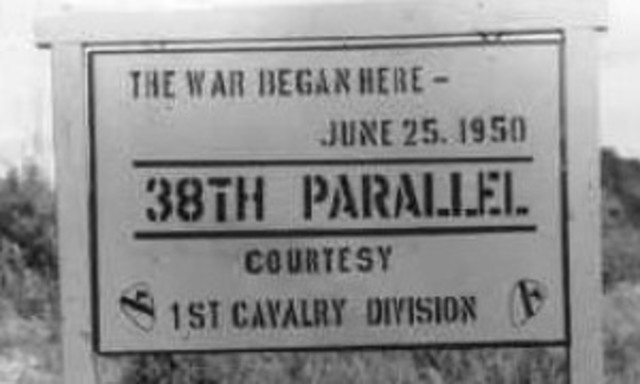 THE WAR BEGAN HERE –
JUNE 25. 1950
38TH PARALLEL
COURTESY
1ST CAVALRY DIVISION